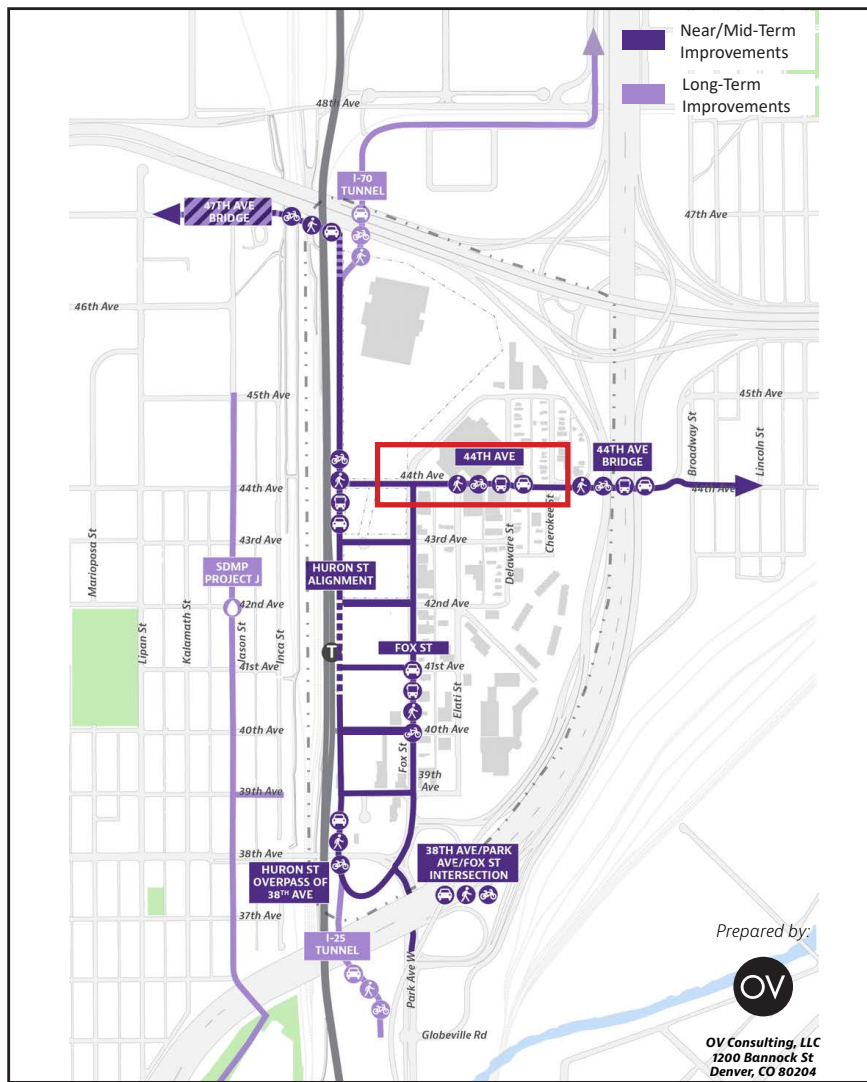 Near/Mid-Term
Improvements
Long-Term
Improvements
48th Ave
I-70
TUNNEL
47TH AVE
BRIDGE
47th Ave
46th Ave
45th Ave
45th Ave
Broadway St
Lincoln St
44TH AVE
44TH AVE
BRIDGE
44th Ave
44th Ave
44th Ave
Cherokee St
Delaware St
Marioposa St
43rd Ave
43rd Ave
SDMP
PROJECT J
HURON ST
ALIGNMENT
42nd Ave
42nd Ave
Lipan St
Kalamath St
Jason St
Inca St
T
FOX ST
41st Ave
41st Ave
Elati St
40th Ave
40th Ave
Fox St
39th
Ave
39th Ave
38th Ave
HURON ST
OVERPASS OF
38TH AVE
38TH AVE/PARK
AVE/FOX ST
INTERSECTION
37th Ave
I-25
TUNNEL
Park Ave W
Globeville Rd
Prepared by:
OV
OV Consulting, LLC
1200 Bannock St
Denver, CO 80204